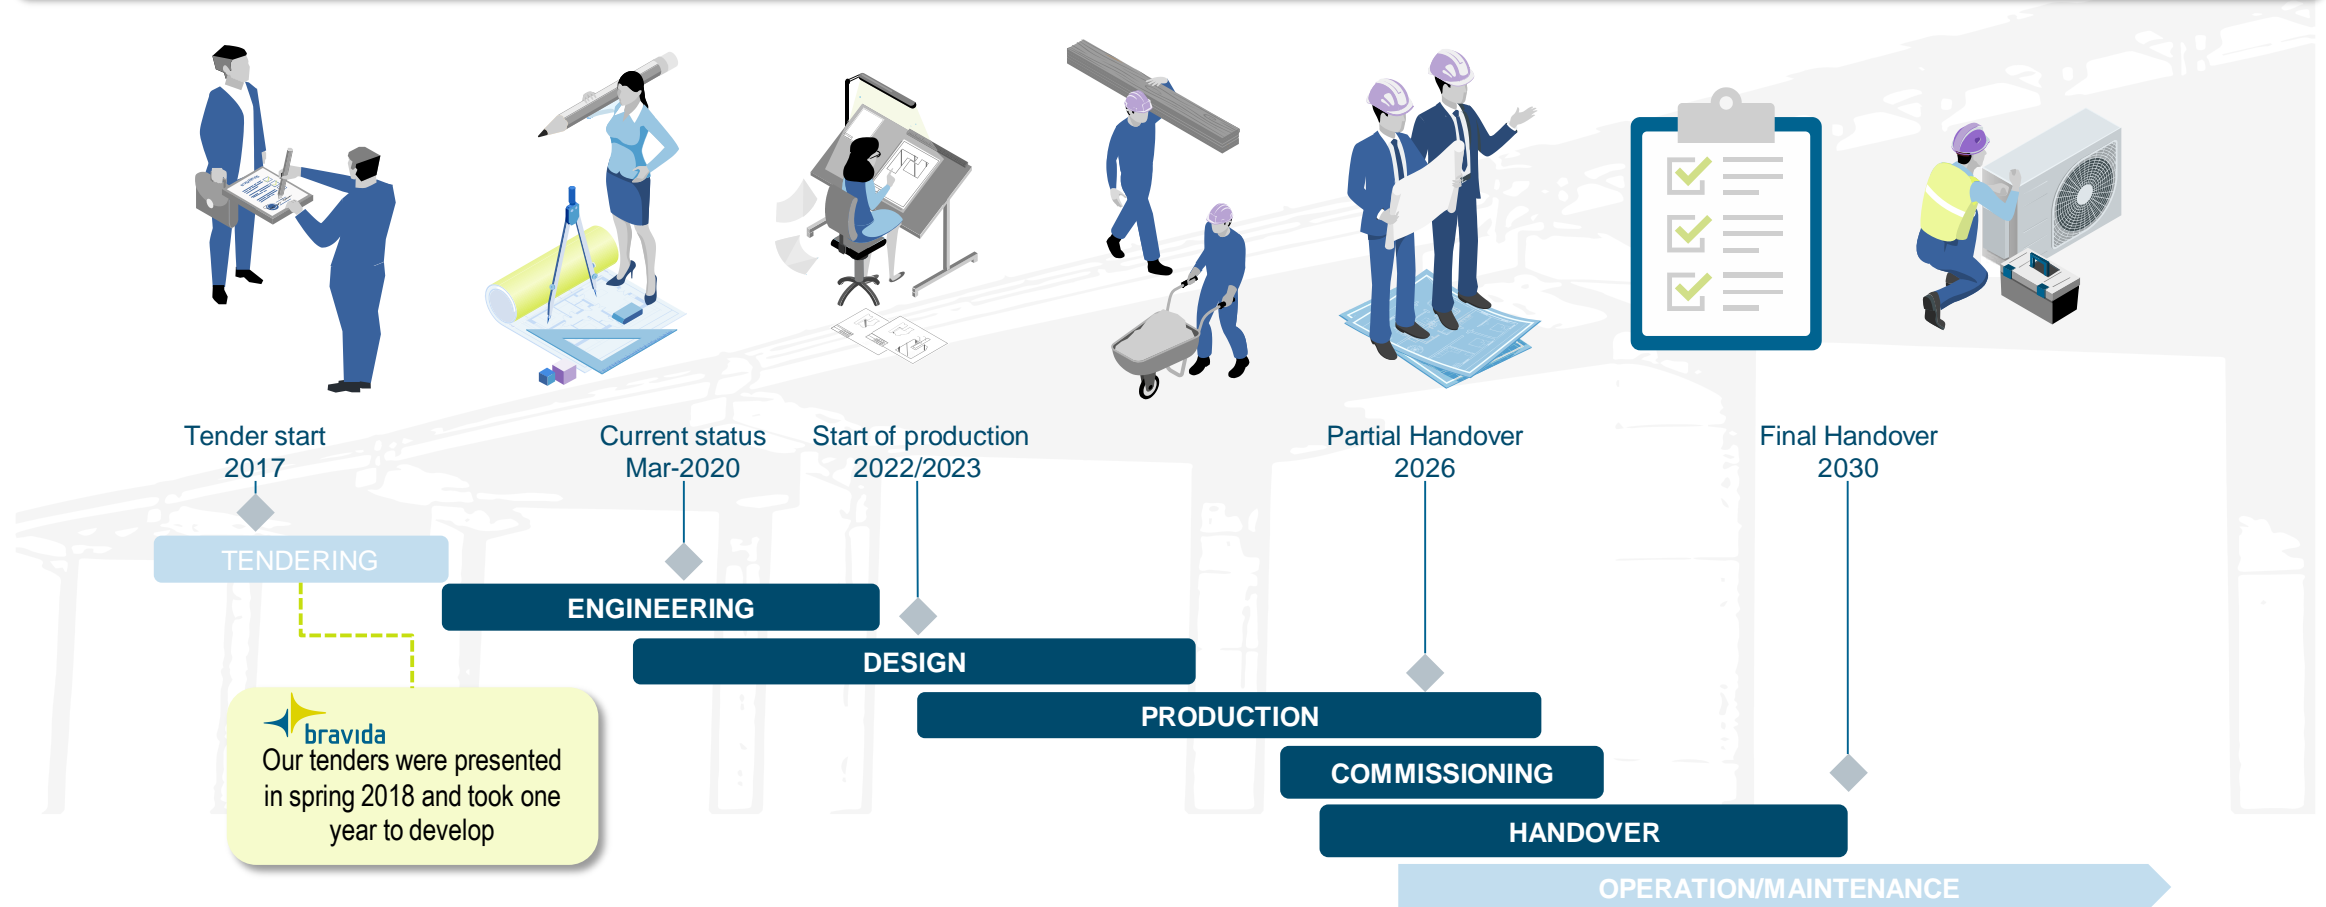 Tender start
2017
Current status
Mar-2020
Start of production
2022/2023
Partial Handover
2026
Final Handover
2030
TENDERING
ENGINEERING
DESIGN
PRODUCTION
COMMISSIONING
HANDOVER
OPERATION/MAINTENANCE
bravida
Our tenders were presented
in spring 2018 and took one
year to develop